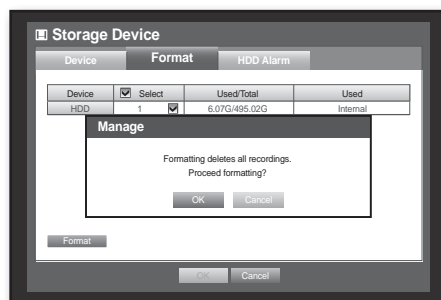 Storage Device
Device Format HDD Alarm
Device Select Used/Total Used
HDD 1 6.07G/495.02G Internal
Manage
Formatting deletes all recordings.
Proceed formatting?
OK Cancel
Format
OK Cancel